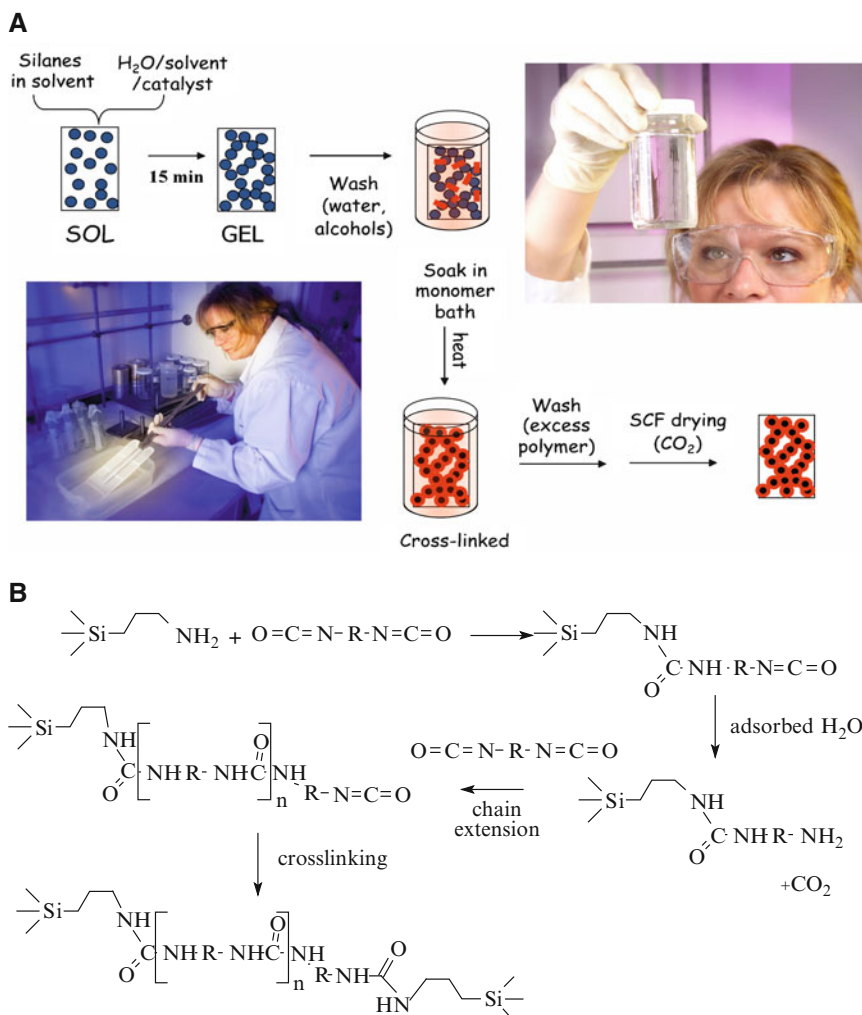 A
Silanes
in solvent
H₂O/solvent
/catalyst
15 min
SOL
GEL
Wash
(water,
alcohols)
Soak in
monomer
bath
heat
Cross-linked
Wash
(excess
polymer)
SCF drying
(CO₂)
B
Si
NH₂ + O=C=N-R-N=C=O
Si
NH
C-NH-R-N=C=O
O
adsorbed H₂O
Si
NH
C-NH-R-NH₂
O
+CO₂
O=C=N-R-N=C=O
chain
extension
Si
NH
O
C-[NH-R-NHC]NH
O
n
R-N=C=O
crosslinking
Si
NH
O
C-[NH-R-NHC]NH
O
n
R-NH
O
HN
Si